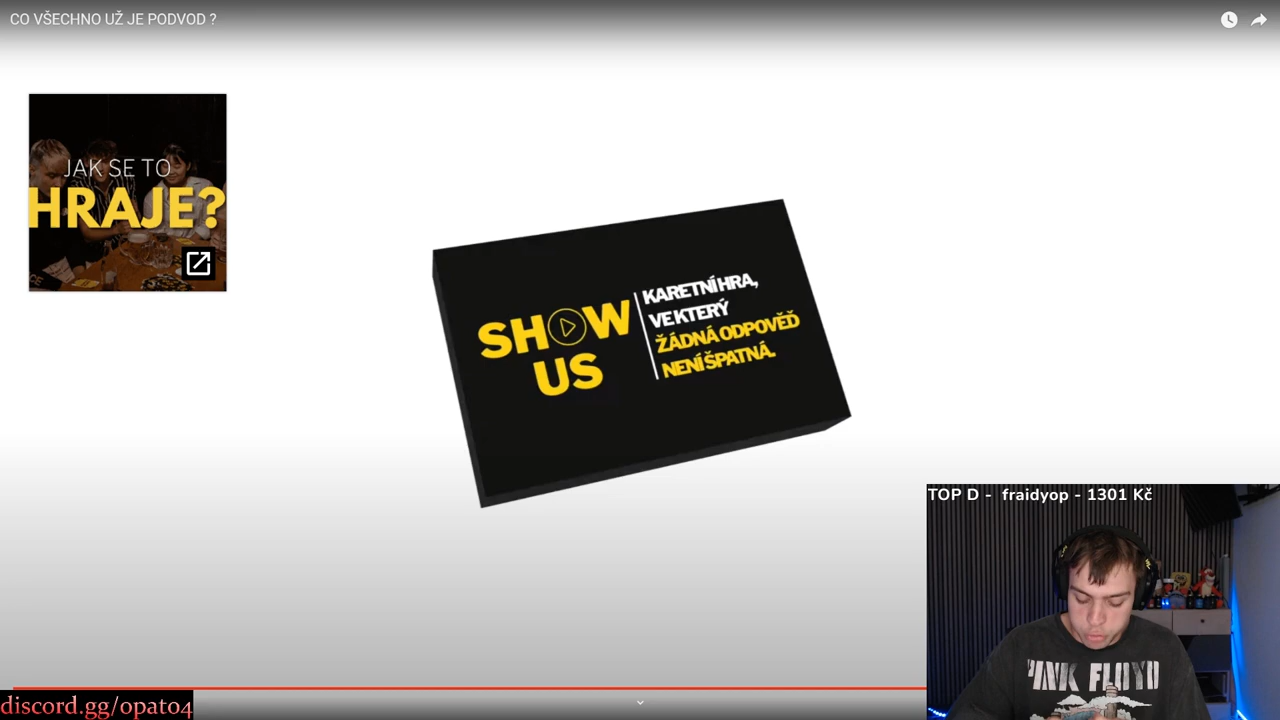 CO VŠECHNO UŽ JE PODVOD ?
JAK SE TO
HRAJE?
SHOW
US
KARETNÍ HRA,
VE KTERÝ
ŽÁDNÁ ODPOVĚĎ
NENÍ ŠPATNÁ.
TOP D - fraidyop - 1301 Kč
PINK FLOYD
discord.gg/opat04